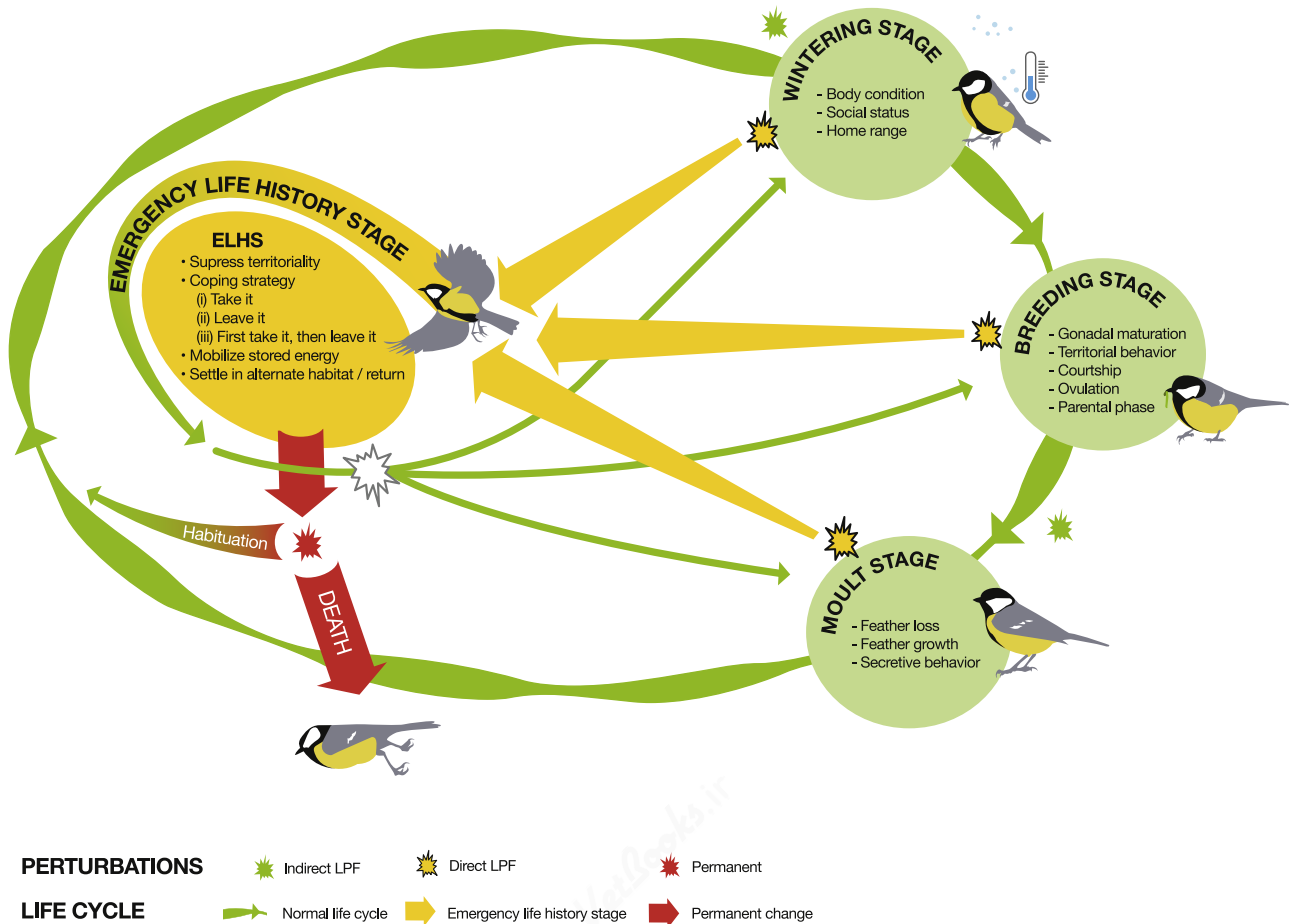 WINTERING STAGE
- Body condition
- Social status
- Home range
EMERGENCY LIFE HISTORY STAGE
ELHS
• Supress territoriality
• Coping strategy
(i) Take it
(ii) Leave it
(iii) First take it, then leave it
• Mobilize stored energy
• Settle in alternate habitat / return
BREEDING STAGE
- Gonadal maturation
- Territorial behavior
- Courtship
- Ovulation
- Parental phase
Habituation
DEATH
MOULT STAGE
- Feather loss
- Feather growth
- Secretive behavior
VetBooks.ir
PERTURBATIONS
Indirect LPF
Direct LPF
Permanent
LIFE CYCLE
Normal life cycle
Emergency life history stage
Permanent change